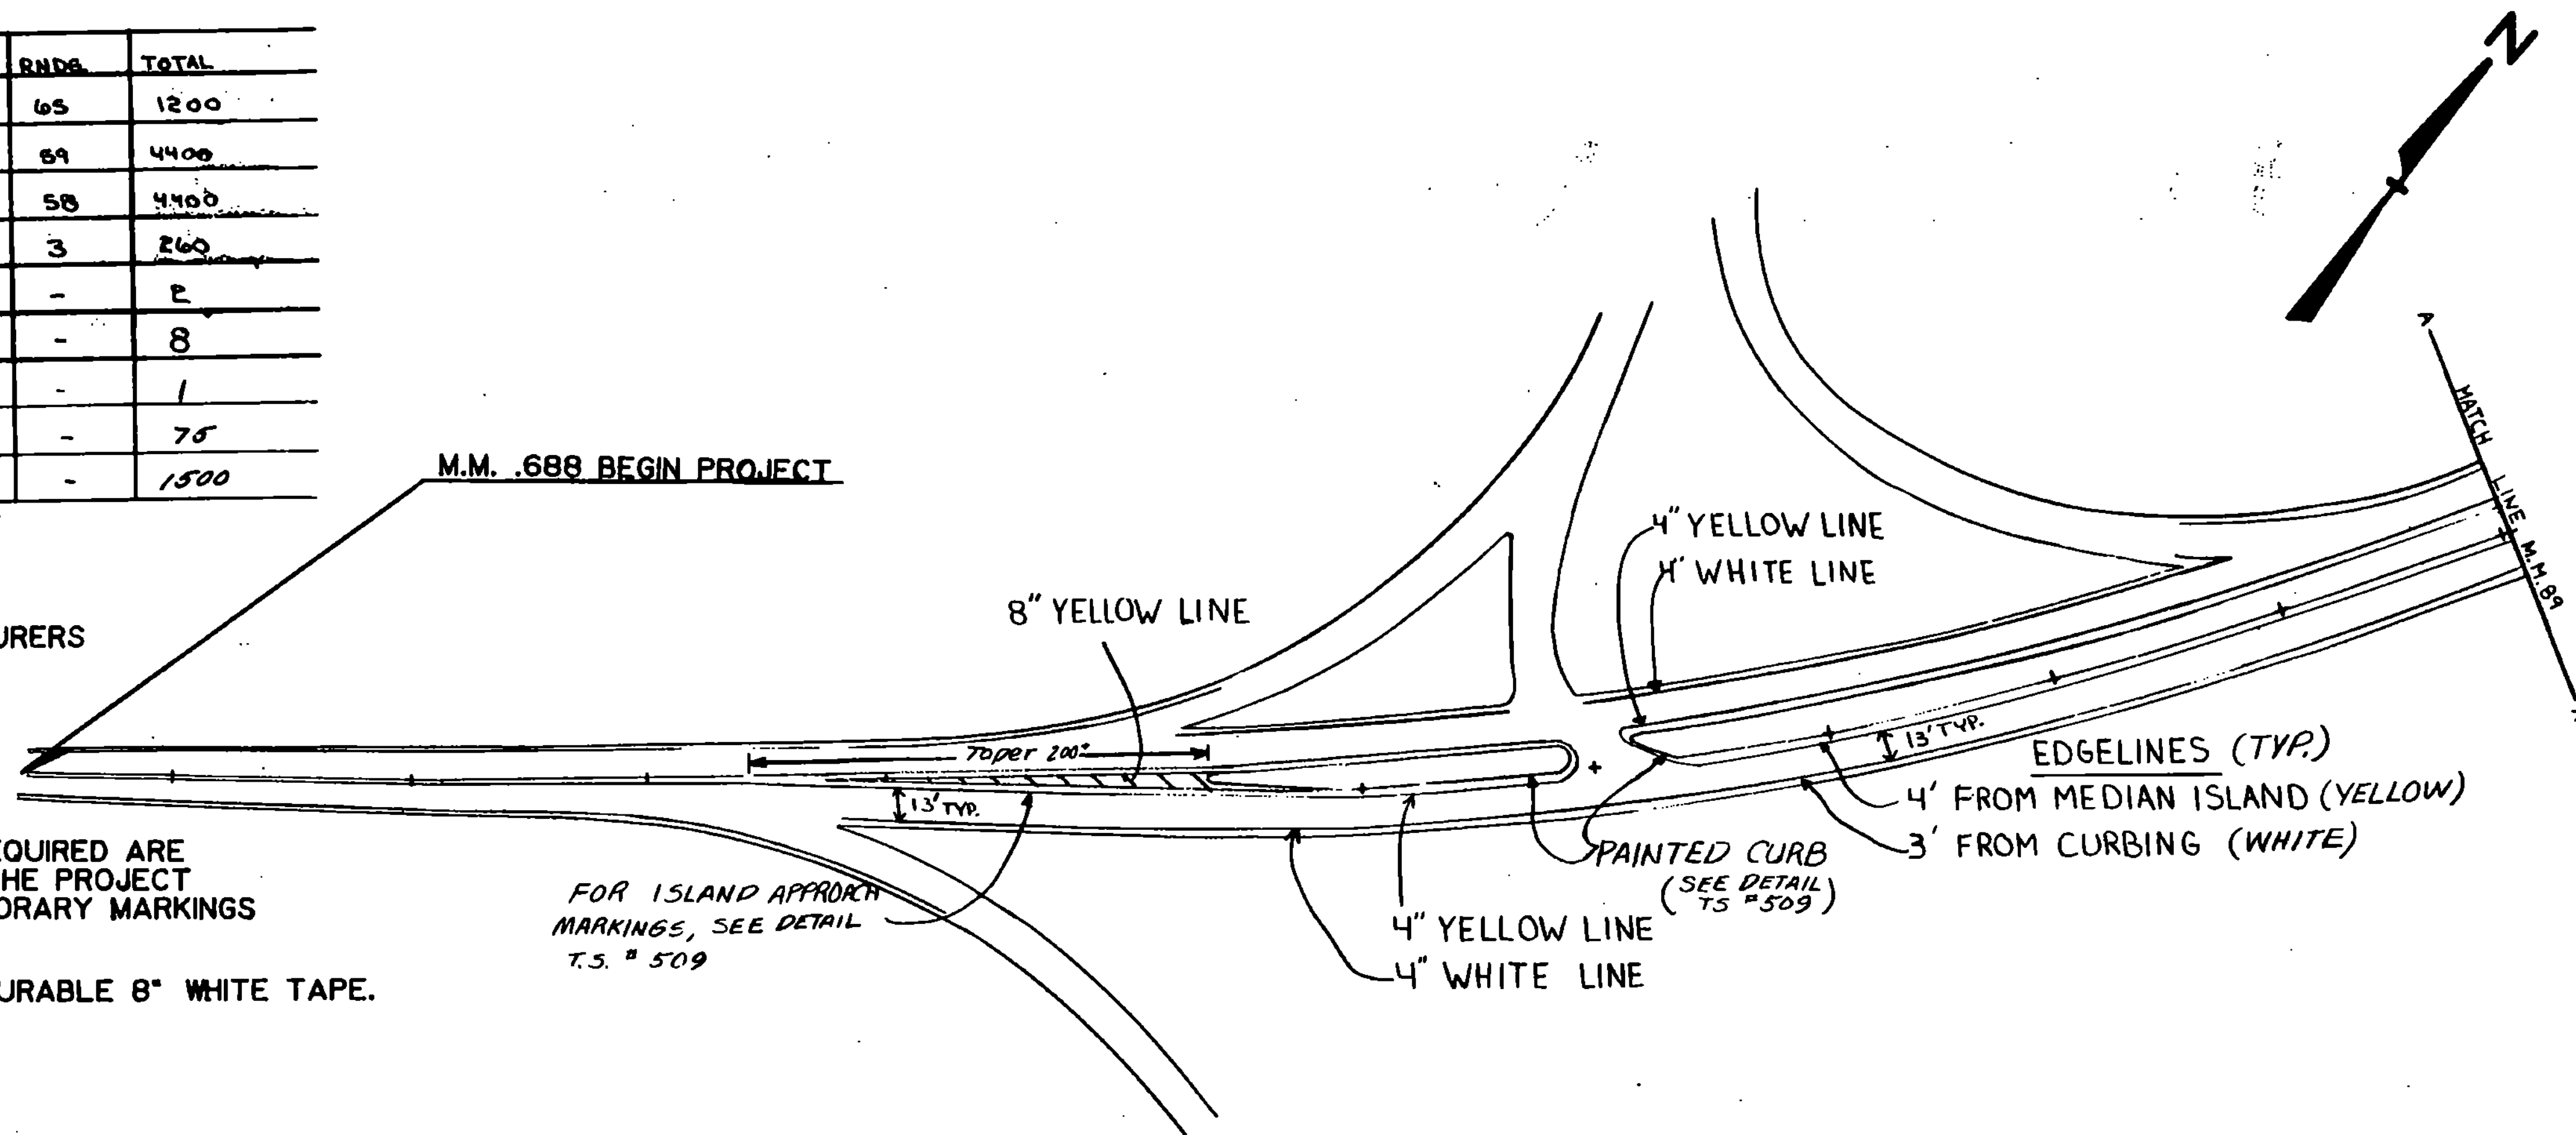 RNDG. TOTAL
65 1200
59 4400
58 4400
3 260
- 2
- 8
- 1
- 75
- 1500
N
A
MATCH LINE M.M. 89
M.M. .688 BEGIN PROJECT
4" YELLOW LINE
4" WHITE LINE
8" YELLOW LINE
URERS
Taper 200'
13' TYP.
13' TYP.
EDGELINES (TYP.)
4' FROM MEDIAN ISLAND (YELLOW)
3' FROM CURBING (WHITE)
PAINTED CURB
(SEE DETAIL
TS #509)
EQUIRED ARE
HE PROJECT
ORARY MARKINGS
FOR ISLAND APPROACH
MARKINGS, SEE DETAIL
T.S. # 509
4" YELLOW LINE
4" WHITE LINE
URABLE 8" WHITE TAPE.